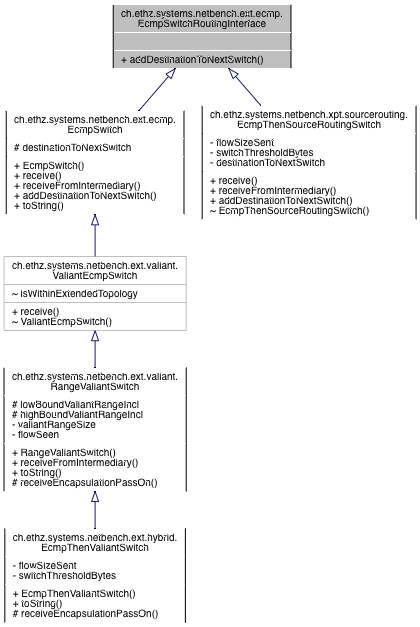 ch.ethz.systems.netbench.ext.ecmp.
EcmpSwitchRoutingInterface
+ addDestinationToNextSwitch()
ch.ethz.systems.netbench.ext.ecmp.
EcmpSwitch
# destinationToNextSwitch
+ EcmpSwitch()
+ receive()
+ receiveFromIntermediary()
+ addDestinationToNextSwitch()
+ toString()
ch.ethz.systems.netbench.xpt.sourcerouting.
EcmpThenSourceRoutingSwitch
- flowSizeSent
- switchThresholdBytes
- destinationToNextSwitch
+ receive()
+ receiveFromIntermediary()
+ addDestinationToNextSwitch()
~ EcmpThenSourceRoutingSwitch()
ch.ethz.systems.netbench.ext.valiant.
ValiantEcmpSwitch
~ isWithinExtendedTopology
+ receive()
~ ValiantEcmpSwitch()
ch.ethz.systems.netbench.ext.valiant.
RangeValiantSwitch
# lowBoundValiantRangeIncl
# highBoundValiantRangeIncl
- valiantRangeSize
- flowSeen
+ RangeValiantSwitch()
+ receiveFromIntermediary()
+ toString()
# receiveEncapsulationPassOn()
ch.ethz.systems.netbench.ext.hybrid.
EcmpThenValiantSwitch
- flowSizeSent
- switchThresholdBytes
+ EcmpThenValiantSwitch()
+ toString()
# receiveEncapsulationPassOn()